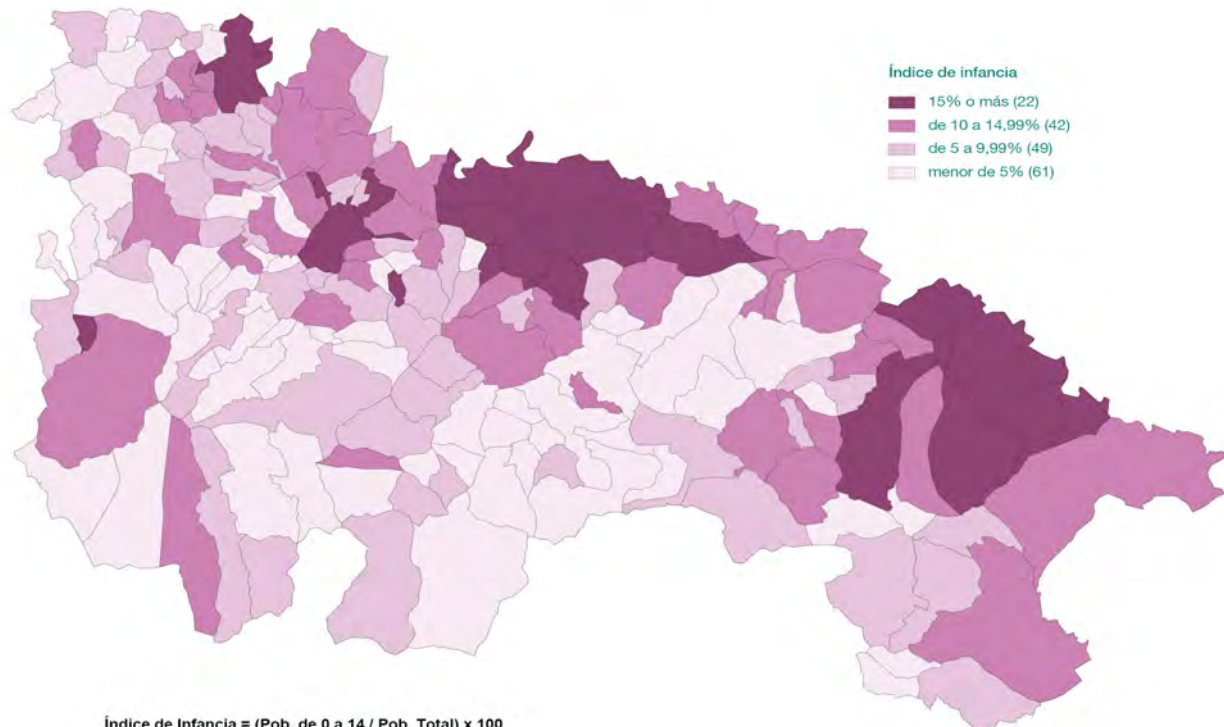 Índice de infancia
15% o más (22)
de 10 a 14,99% (42)
de 5 a 9,99% (49)
menor de 5% (61)
Índice de Infancia = (Pob. de 0 a 14 / Pob. Total) x 100